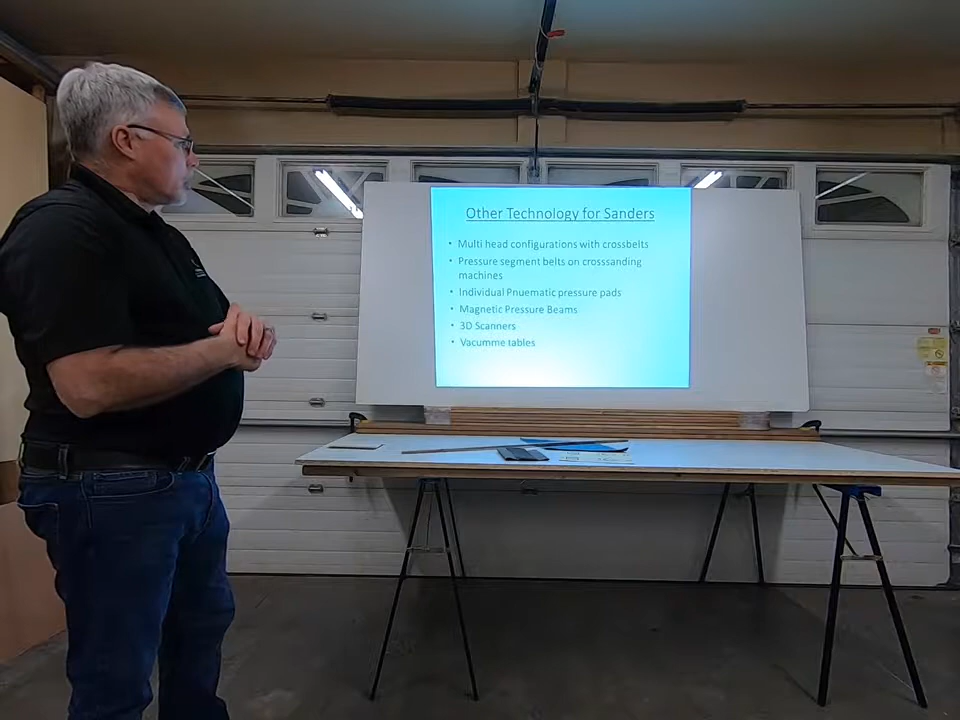 Other Technology for Sanders
• Multi head configurations with crossbelts
• Pressure segment belts on crosssanding
machines
• Individual Pnuematic pressure pads
• Magnetic Pressure Beams
• 3D Scanners
• Vacumme tables